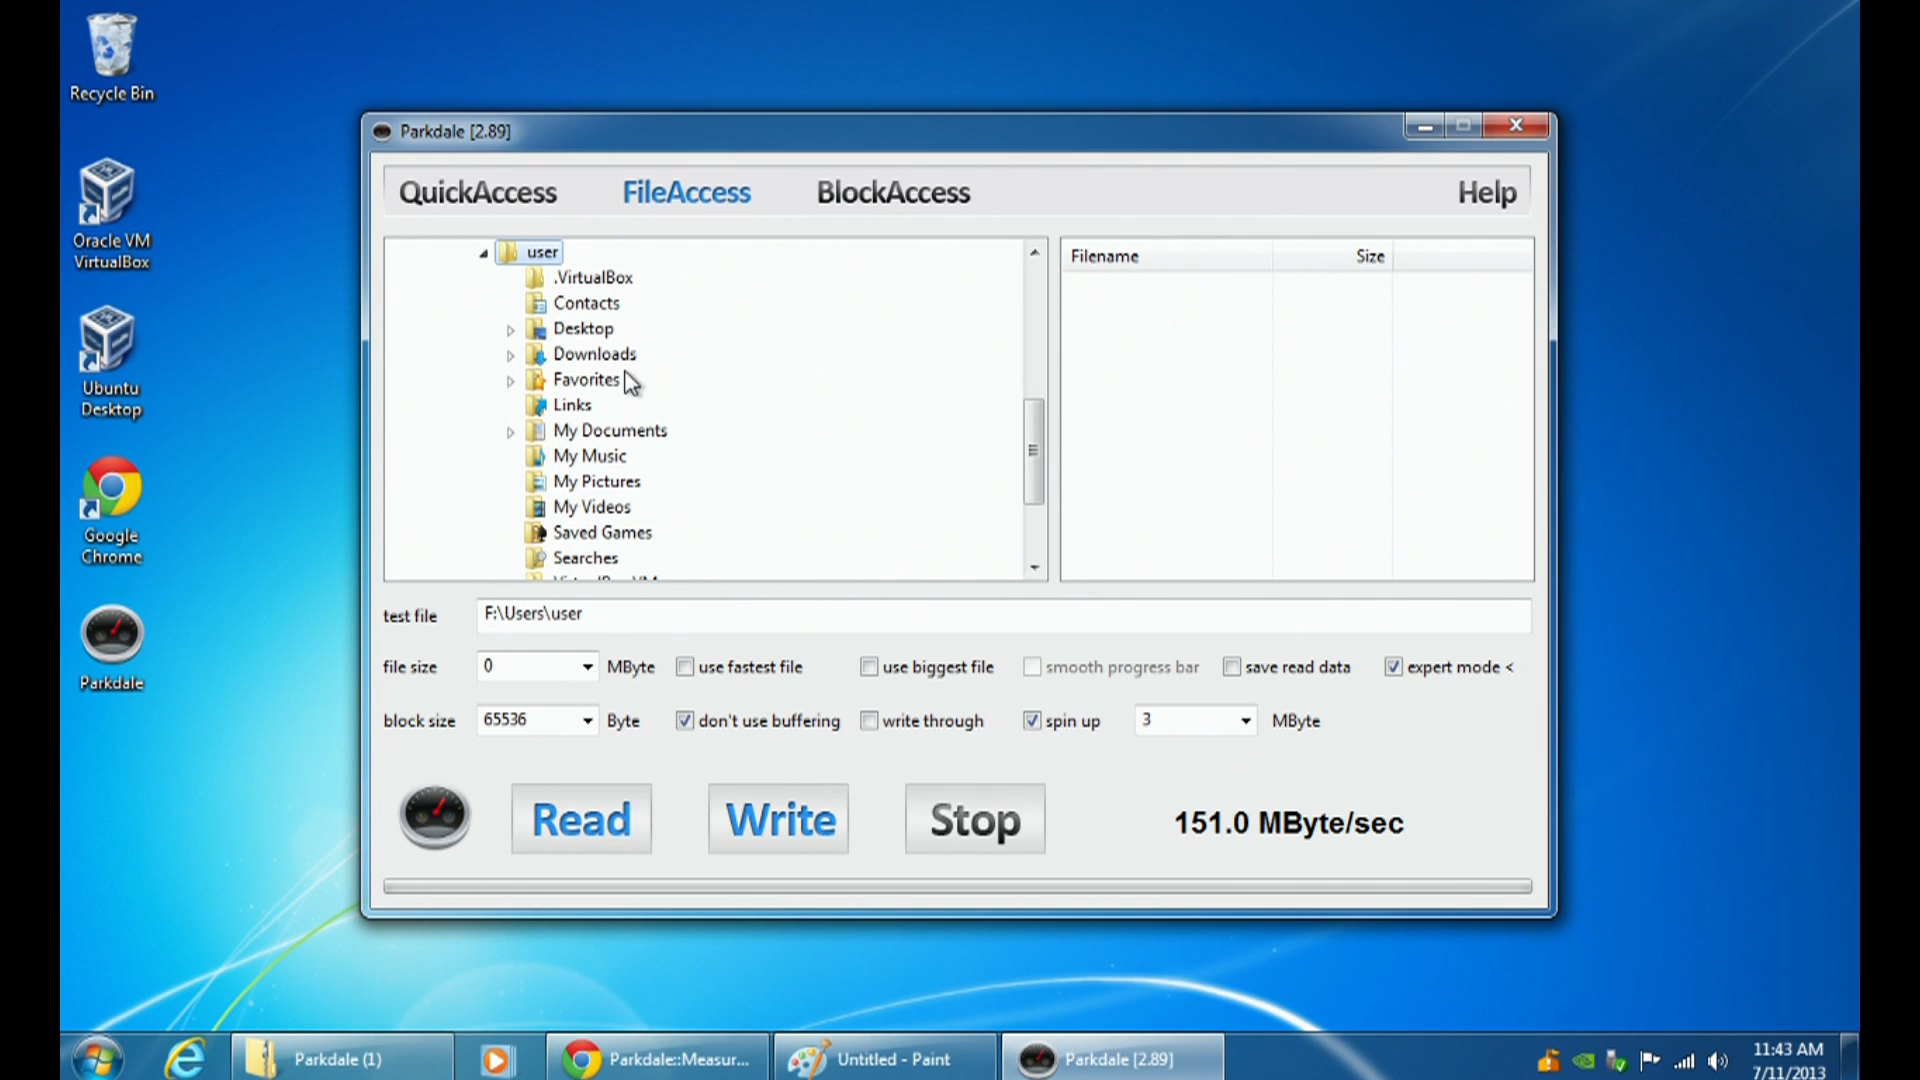 Recycle Bin
Oracle VM
VirtualBox
Ubuntu
Desktop
Google
Chrome
Parkdale
Parkdale [2.89]
QuickAccess FileAccess BlockAccess Help
user
.VirtualBox
Contacts
Desktop
Downloads
Favorites
Links
My Documents
My Music
My Pictures
My Videos
Saved Games
Searches
Filename Size
test file F:\Users\user
file size 0 MByte use fastest file use biggest file smooth progress bar save read data expert mode <
block size 65536 Byte don't use buffering write through spin up 3 MByte
Read Write Stop 151.0 MByte/sec
Parkdale (1) Parkdale::Measur... Untitled - Paint Parkdale [2.89] 11:43 AM
7/11/2013